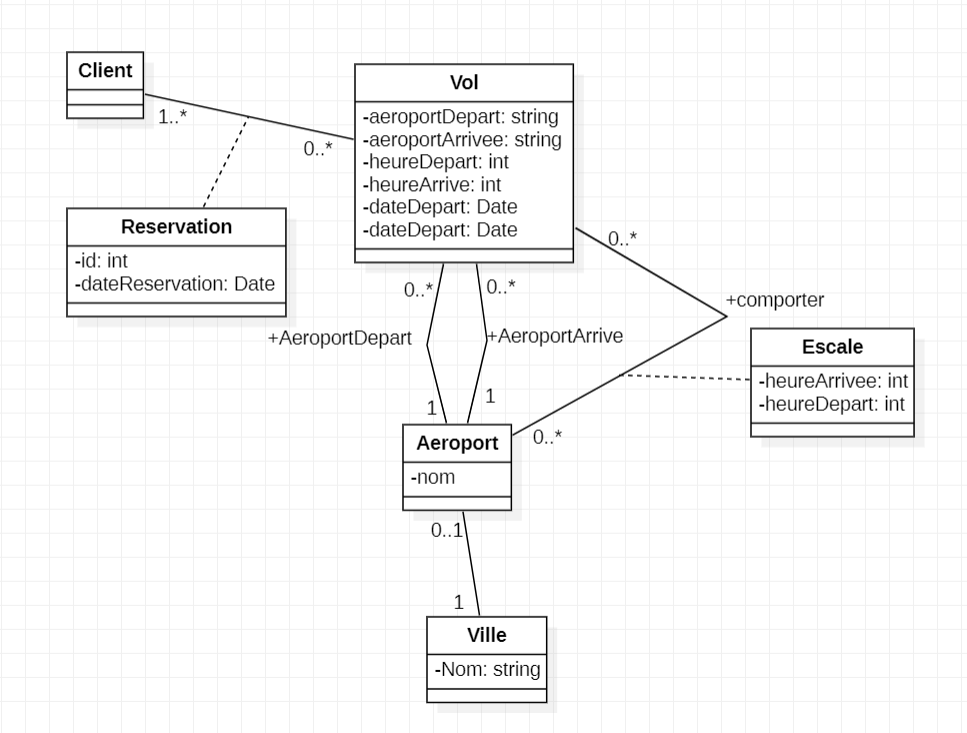 Client
1..*
0..*
Vol
-aeroportDepart: string
-aeroportArrivee: string
-heureDepart: int
-heureArrive: int
-dateDepart: Date
-dateDepart: Date
Reservation
-id: int
-dateReservation: Date
0..*
0..*
0..*
+comporter
+AeroportDepart
+AeroportArrive
Escale
-heureArrivee: int
-heureDepart: int
1
1
0..*
Aeroport
-nom
0..1
1
Ville
-Nom: string